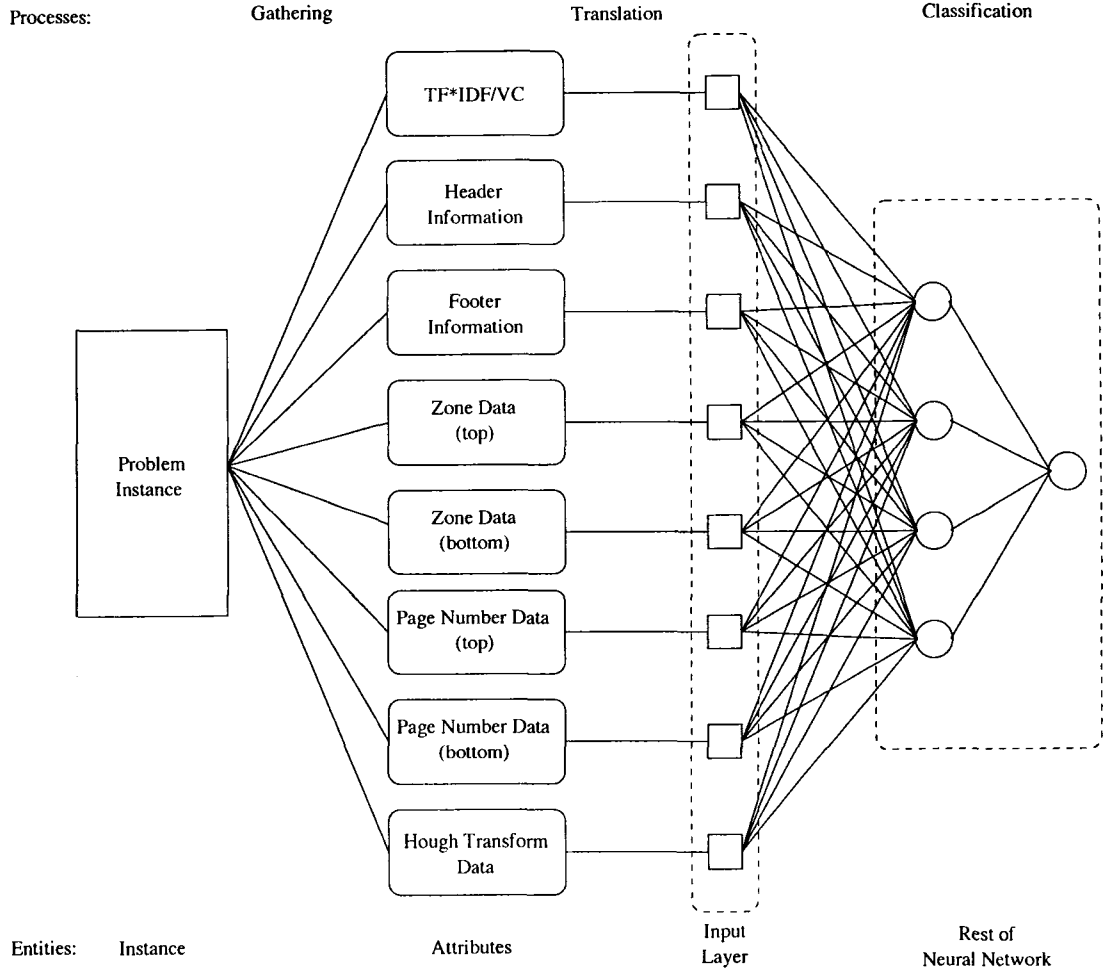 Processes: Gathering Translation Classification
TF*IDF/VC
Header
Information
Footer
Information
Zone Data
(top)
Problem
Instance
Zone Data
(bottom)
Page Number Data
(top)
Page Number Data
(bottom)
Hough Transform
Data
Entities: Instance Attributes
Input
Layer
Rest of
Neural Network